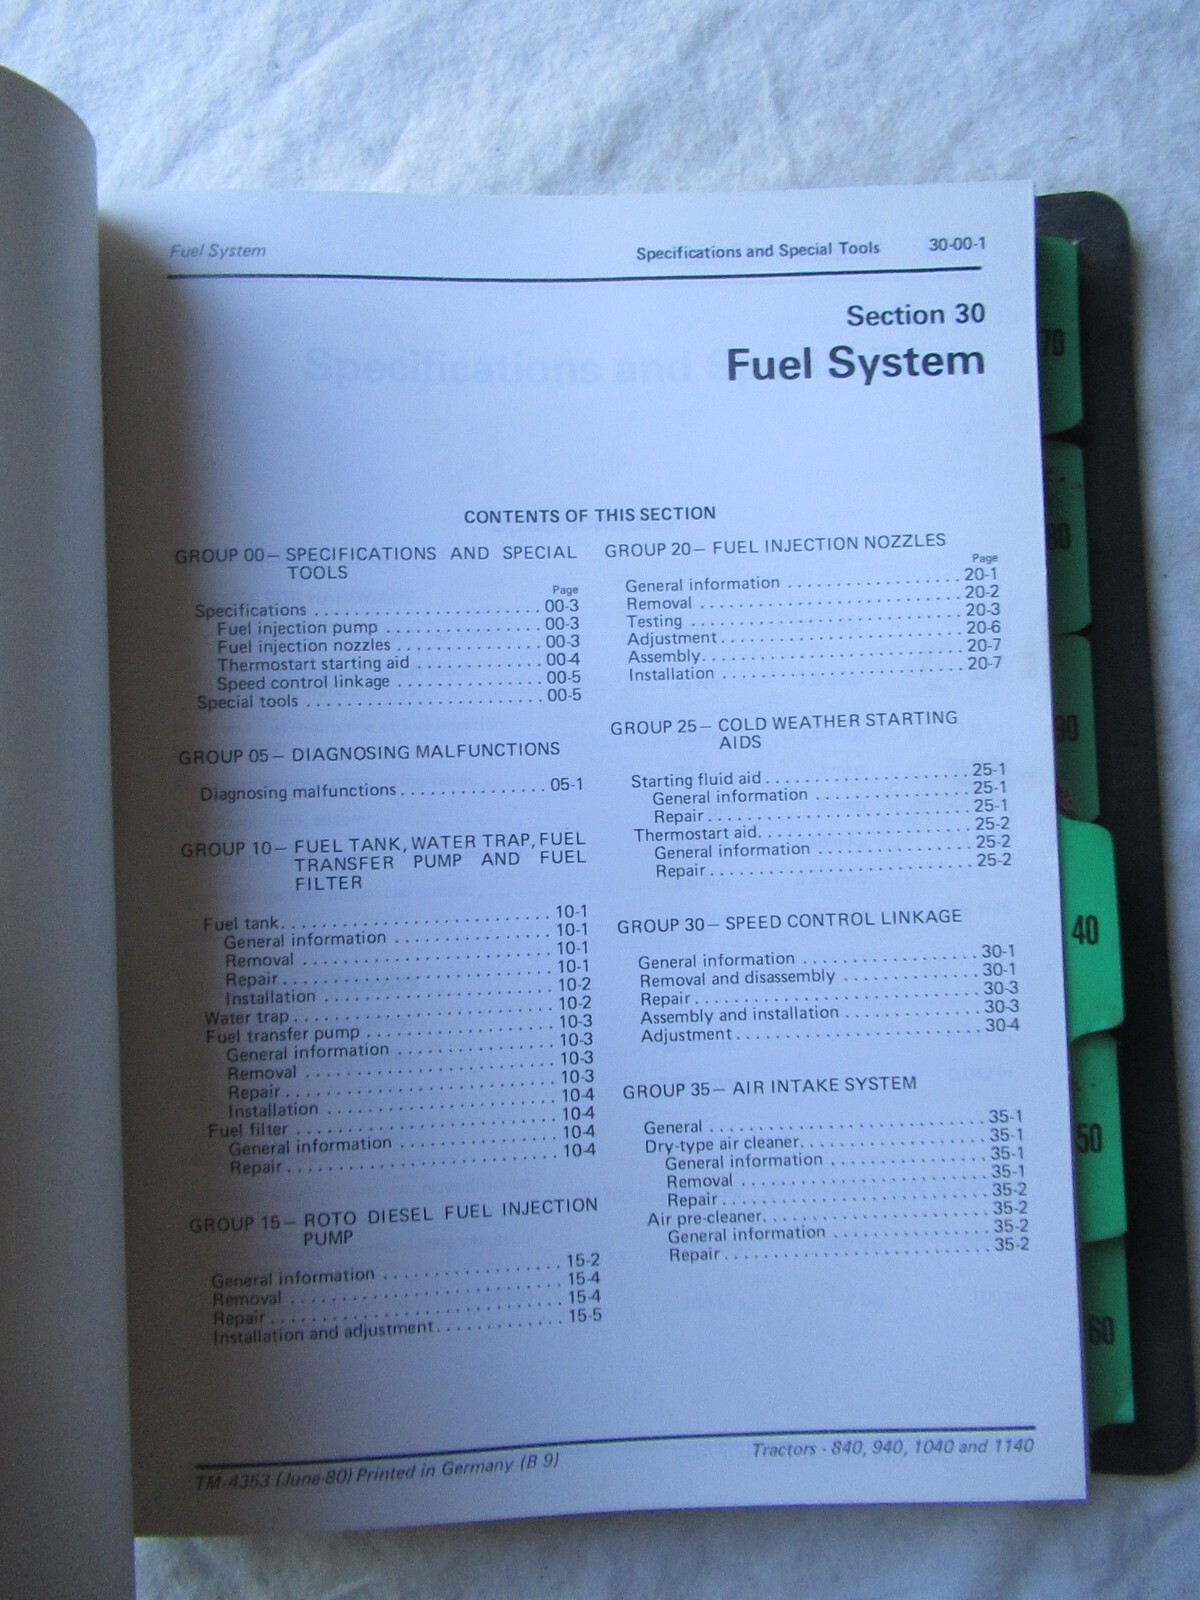 Fuel System Specifications and Special Tools 30-00-1
Section 30
Fuel System
CONTENTS OF THIS SECTION
GROUP 00— SPECIFICATIONS AND SPECIAL
TOOLS
Page
Specifications . . . . . . . . . . . . . . . . . . . . . . . 00-3
Fuel injection pump . . . . . . . . . . . . . . . . 00-3
Fuel injection nozzles . . . . . . . . . . . . . . . 00-3
Thermostart starting aid . . . . . . . . . . . . . 00-4
Speed control linkage . . . . . . . . . . . . . . . 00-5
Special tools . . . . . . . . . . . . . . . . . . . . . . . . 00-5
GROUP 05— DIAGNOSING MALFUNCTIONS
Diagnosing malfunctions . . . . . . . . . . . . . . . 05-1
GROUP 10— FUEL TANK, WATER TRAP, FUEL
TRANSFER PUMP AND FUEL
FILTER
Fuel tank. . . . . . . . . . . . . . . . . . . . . . . . . . . 10-1
General information . . . . . . . . . . . . . . . . 10-1
Removal . . . . . . . . . . . . . . . . . . . . . . . . . 10-1
Repair . . . . . . . . . . . . . . . . . . . . . . . . . . . 10-1
Installation . . . . . . . . . . . . . . . . . . . . . . . 10-2
Water trap . . . . . . . . . . . . . . . . . . . . . . . . . . 10-2
Fuel transfer pump . . . . . . . . . . . . . . . . . . . 10-3
General information . . . . . . . . . . . . . . . . 10-3
Removal . . . . . . . . . . . . . . . . . . . . . . . . . 10-3
Repair . . . . . . . . . . . . . . . . . . . . . . . . . . . 10-3
Installation . . . . . . . . . . . . . . . . . . . . . . . 10-4
Fuel filter . . . . . . . . . . . . . . . . . . . . . . . . . . 10-4
General information . . . . . . . . . . . . . . . . 10-4
Repair . . . . . . . . . . . . . . . . . . . . . . . . . . . 10-4
GROUP 15— ROTO DIESEL FUEL INJECTION
PUMP
General information . . . . . . . . . . . . . . . . . . 15-2
Removal . . . . . . . . . . . . . . . . . . . . . . . . . . . 15-4
Repair . . . . . . . . . . . . . . . . . . . . . . . . . . . . . 15-4
Installation and adjustment . . . . . . . . . . . . . 15-5
GROUP 20— FUEL INJECTION NOZZLES
Page
General information . . . . . . . . . . . . . . . . . 20-1
Removal . . . . . . . . . . . . . . . . . . . . . . . . . . 20-2
Testing . . . . . . . . . . . . . . . . . . . . . . . . . . . 20-3
Adjustment . . . . . . . . . . . . . . . . . . . . . . . . 20-6
Assembly. . . . . . . . . . . . . . . . . . . . . . . . . . 20-7
Installation . . . . . . . . . . . . . . . . . . . . . . . . 20-7
GROUP 25— COLD WEATHER STARTING
AIDS
Starting fluid aid . . . . . . . . . . . . . . . . . . . . 25-1
General information . . . . . . . . . . . . . . . 25-1
Repair . . . . . . . . . . . . . . . . . . . . . . . . . . 25-1
Thermostart aid. . . . . . . . . . . . . . . . . . . . . 25-2
General information . . . . . . . . . . . . . . . 25-2
Repair . . . . . . . . . . . . . . . . . . . . . . . . . . 25-2
GROUP 30— SPEED CONTROL LINKAGE
General information . . . . . . . . . . . . . . . . . 30-1
Removal and disassembly . . . . . . . . . . . . . 30-1
Repair . . . . . . . . . . . . . . . . . . . . . . . . . . . . 30-3
Assembly and installation . . . . . . . . . . . . . 30-3
Adjustment . . . . . . . . . . . . . . . . . . . . . . . . 30-4
GROUP 35— AIR INTAKE SYSTEM
General . . . . . . . . . . . . . . . . . . . . . . . . . . . 35-1
Dry-type air cleaner. . . . . . . . . . . . . . . . . . 35-1
General information . . . . . . . . . . . . . . . 35-1
Removal . . . . . . . . . . . . . . . . . . . . . . . . 35-1
Repair . . . . . . . . . . . . . . . . . . . . . . . . . . 35-2
Air pre-cleaner. . . . . . . . . . . . . . . . . . . . . . 35-2
General information . . . . . . . . . . . . . . . 35-2
Repair . . . . . . . . . . . . . . . . . . . . . . . . . . 35-2
TM-4353 (June-80) Printed in Germany (B 9) Tractors - 840, 940, 1040 and 1140
70
80
90
40
50
60